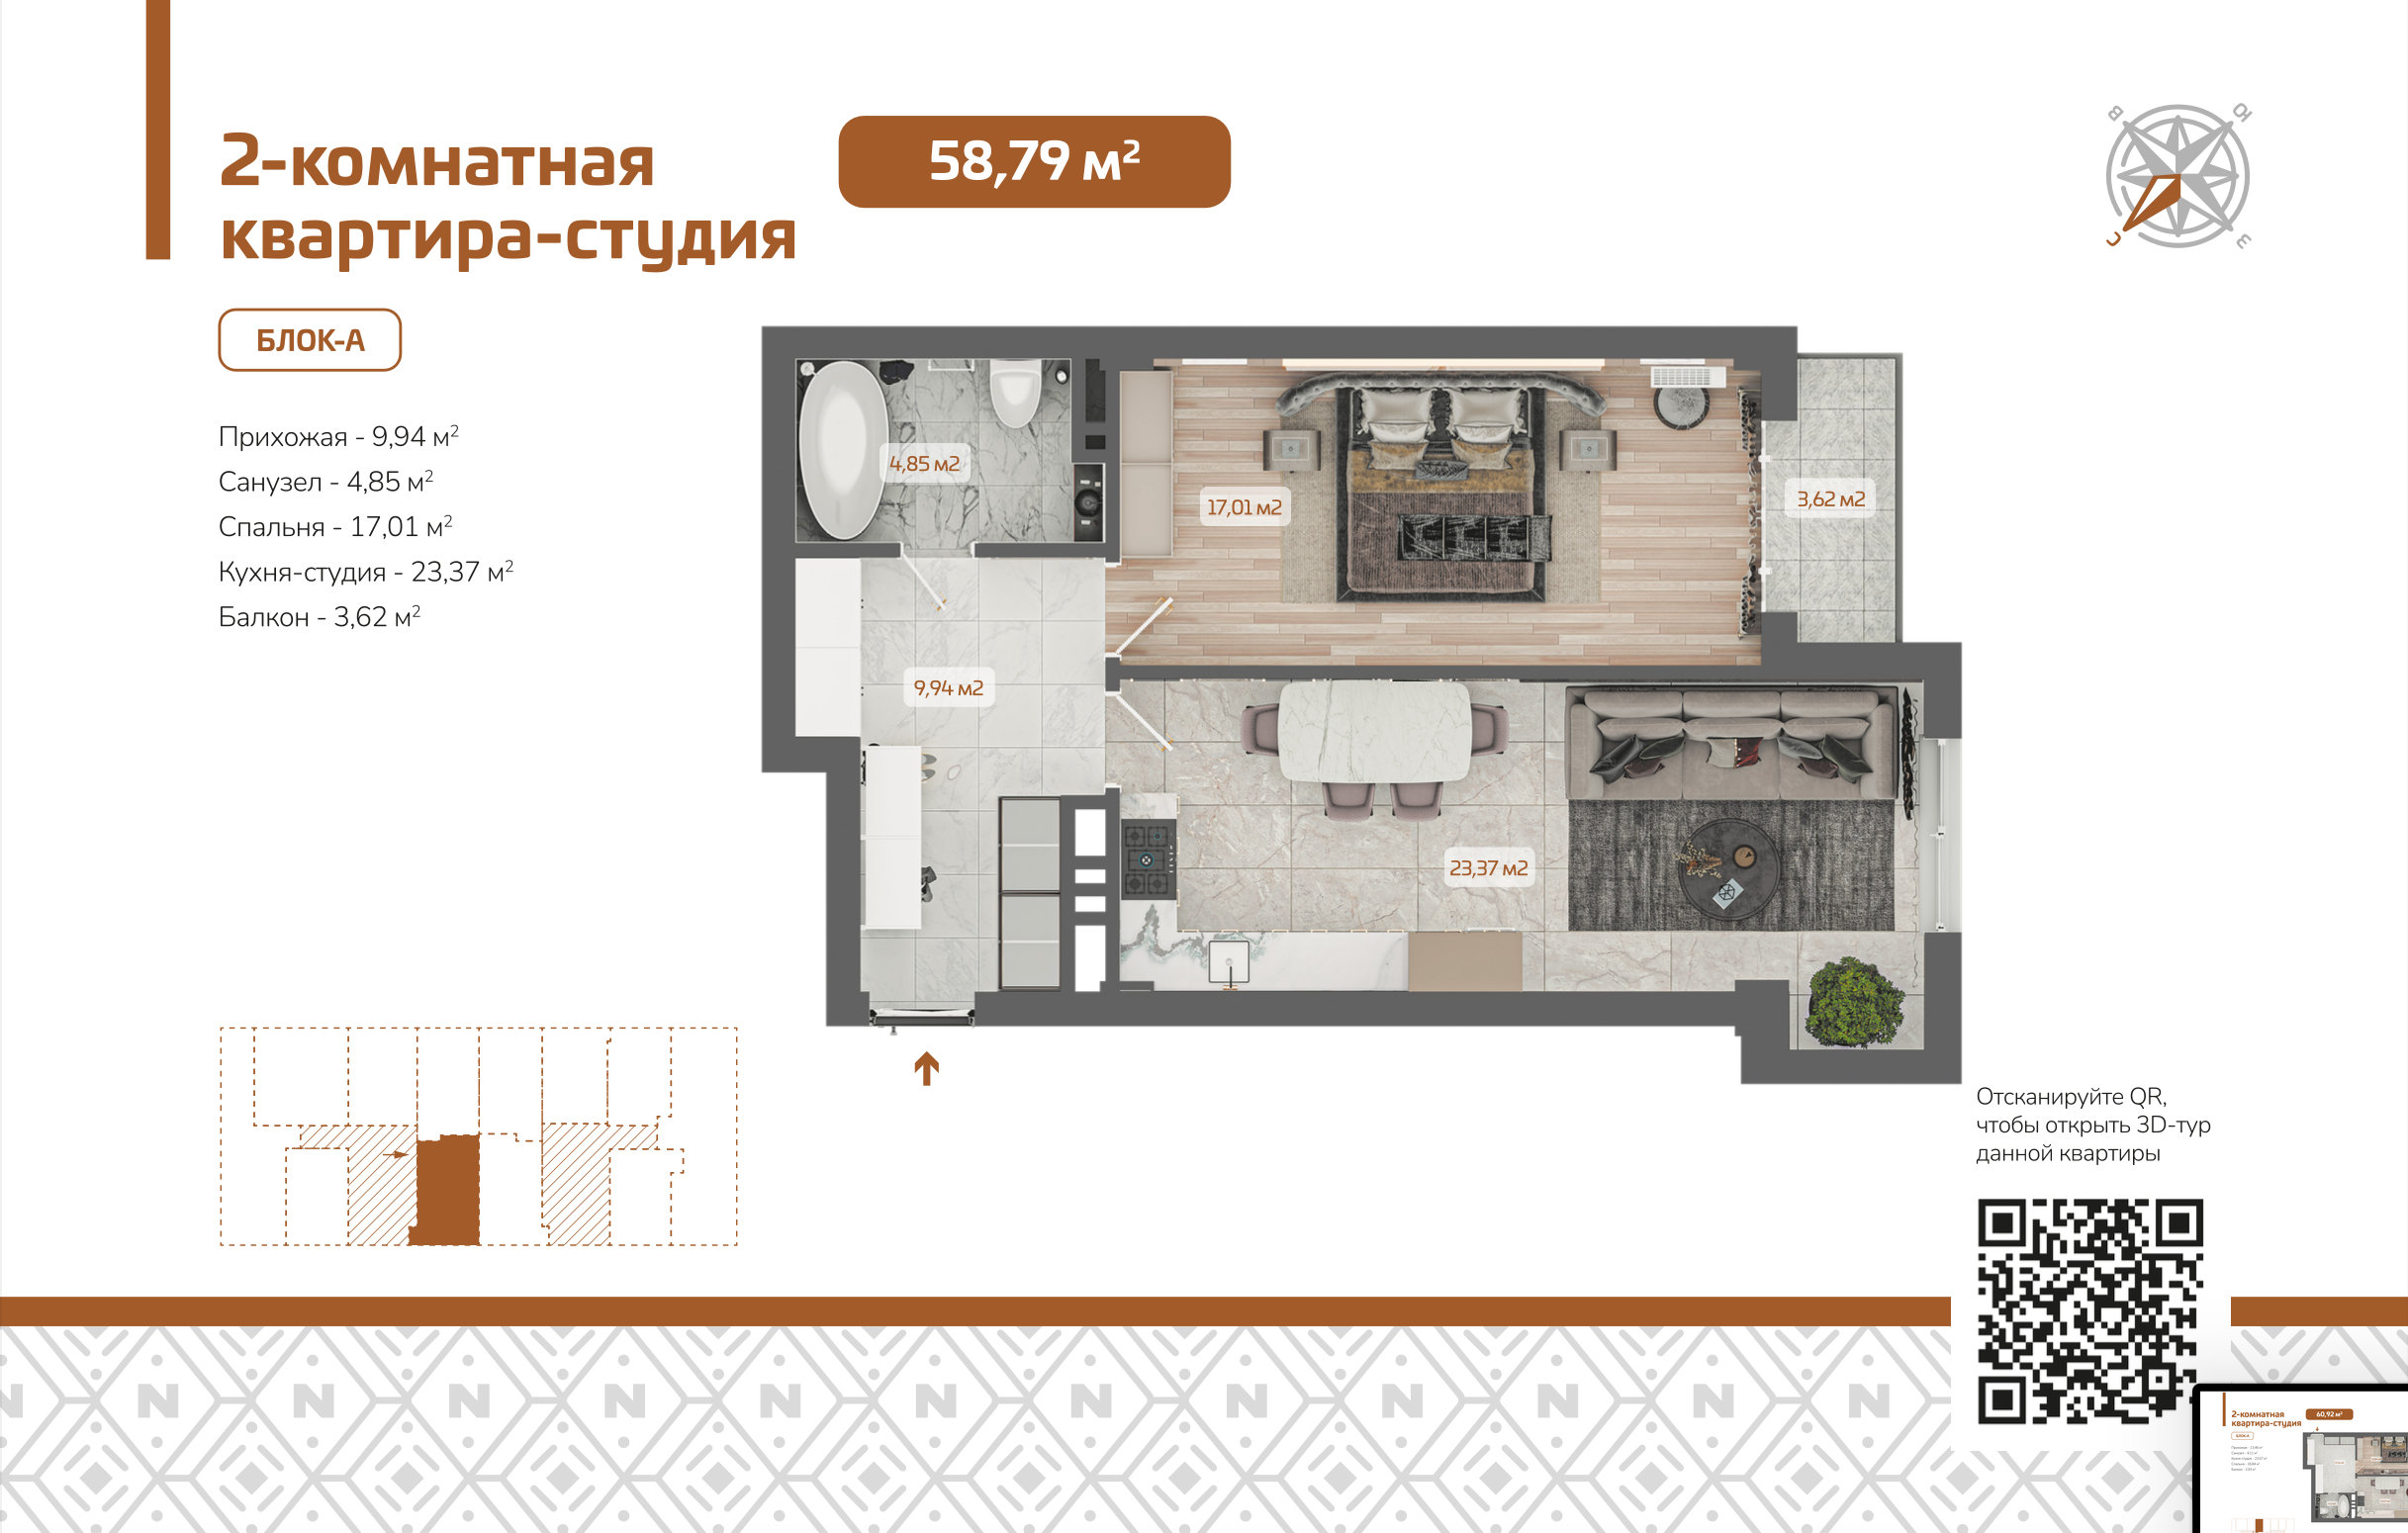 2-комнатная
квартира-студия
58,79 м²
БЛОК-А
Прихожая - 9,94 м²
Санузел - 4,85 м²
Спальня - 17,01 м²
Кухня-студия - 23,37 м²
Балкон - 3,62 м²
В
Ю
С
З
4,85 м2
17,01 м2
3,62 м2
9,94 м2
23,37 м2
Отсканируйте QR,
чтобы открыть 3D-тур
данной квартиры
N N N N N N N N N N N N N
2-комнатная
квартира-студия
60,92 м²